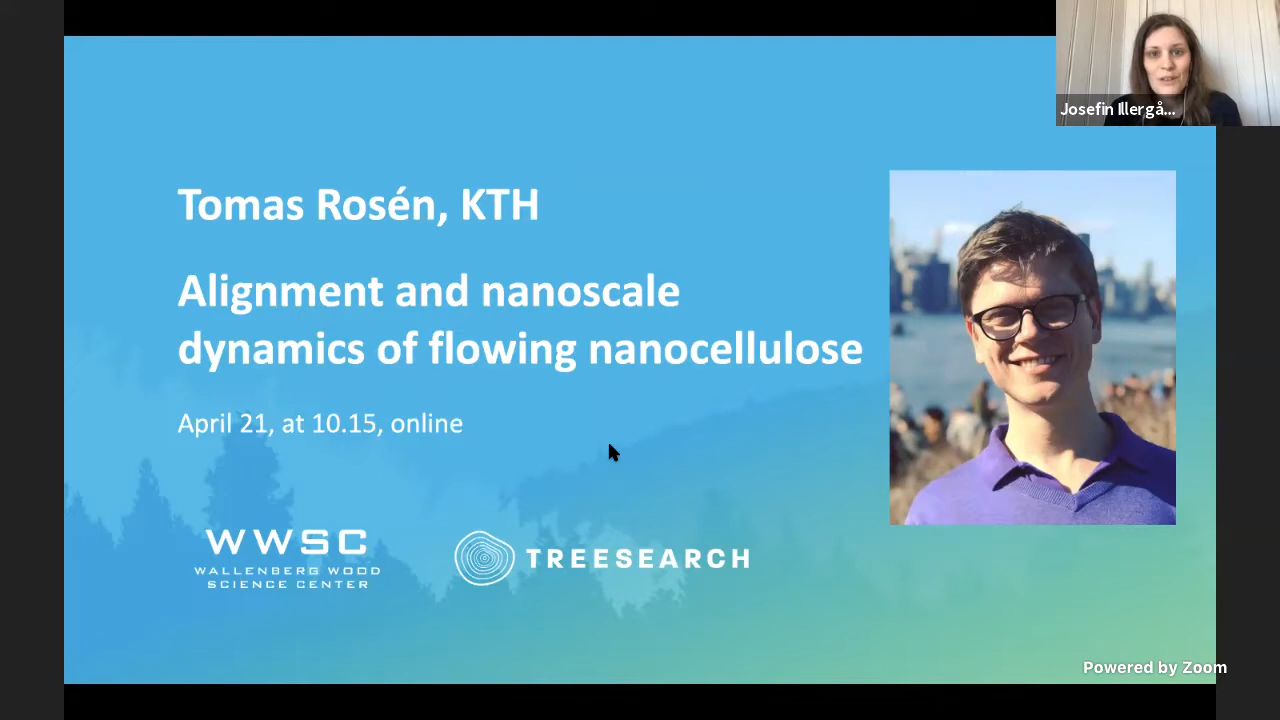 Josefin Illergå...
Tomas Rosén, KTH
Alignment and nanoscale
dynamics of flowing nanocellulose
April 21, at 10.15, online
WWSC
WALLENBERG WOOD
SCIENCE CENTER
TREESEARCH
Powered by Zoom